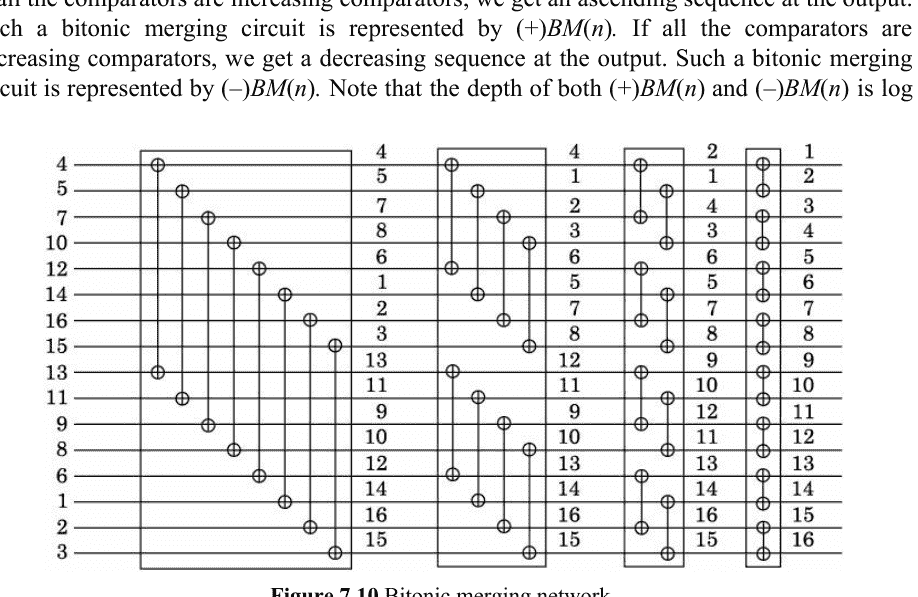 all the comparators are increasing comparators, we get an ascending sequence at the output.
ch a bitonic merging circuit is represented by (+)BM(n). If all the comparators are
creasing comparators, we get a decreasing sequence at the output. Such a bitonic merging
cuit is represented by (–)BM(n). Note that the depth of both (+)BM(n) and (–)BM(n) is log
4 4 4 2 1
5 5 1 1 2
7 7 2 4 3
10 8 3 3 4
12 6 6 6 5
14 1 5 5 6
16 2 7 7 7
15 3 8 8 8
13 13 12 9 9
11 11 11 10 10
9 9 9 12 11
8 10 10 11 12
6 12 13 13 13
1 14 14 14 14
2 16 16 16 15
3 15 15 15 16
Figure 7.10 Bitonic merging network